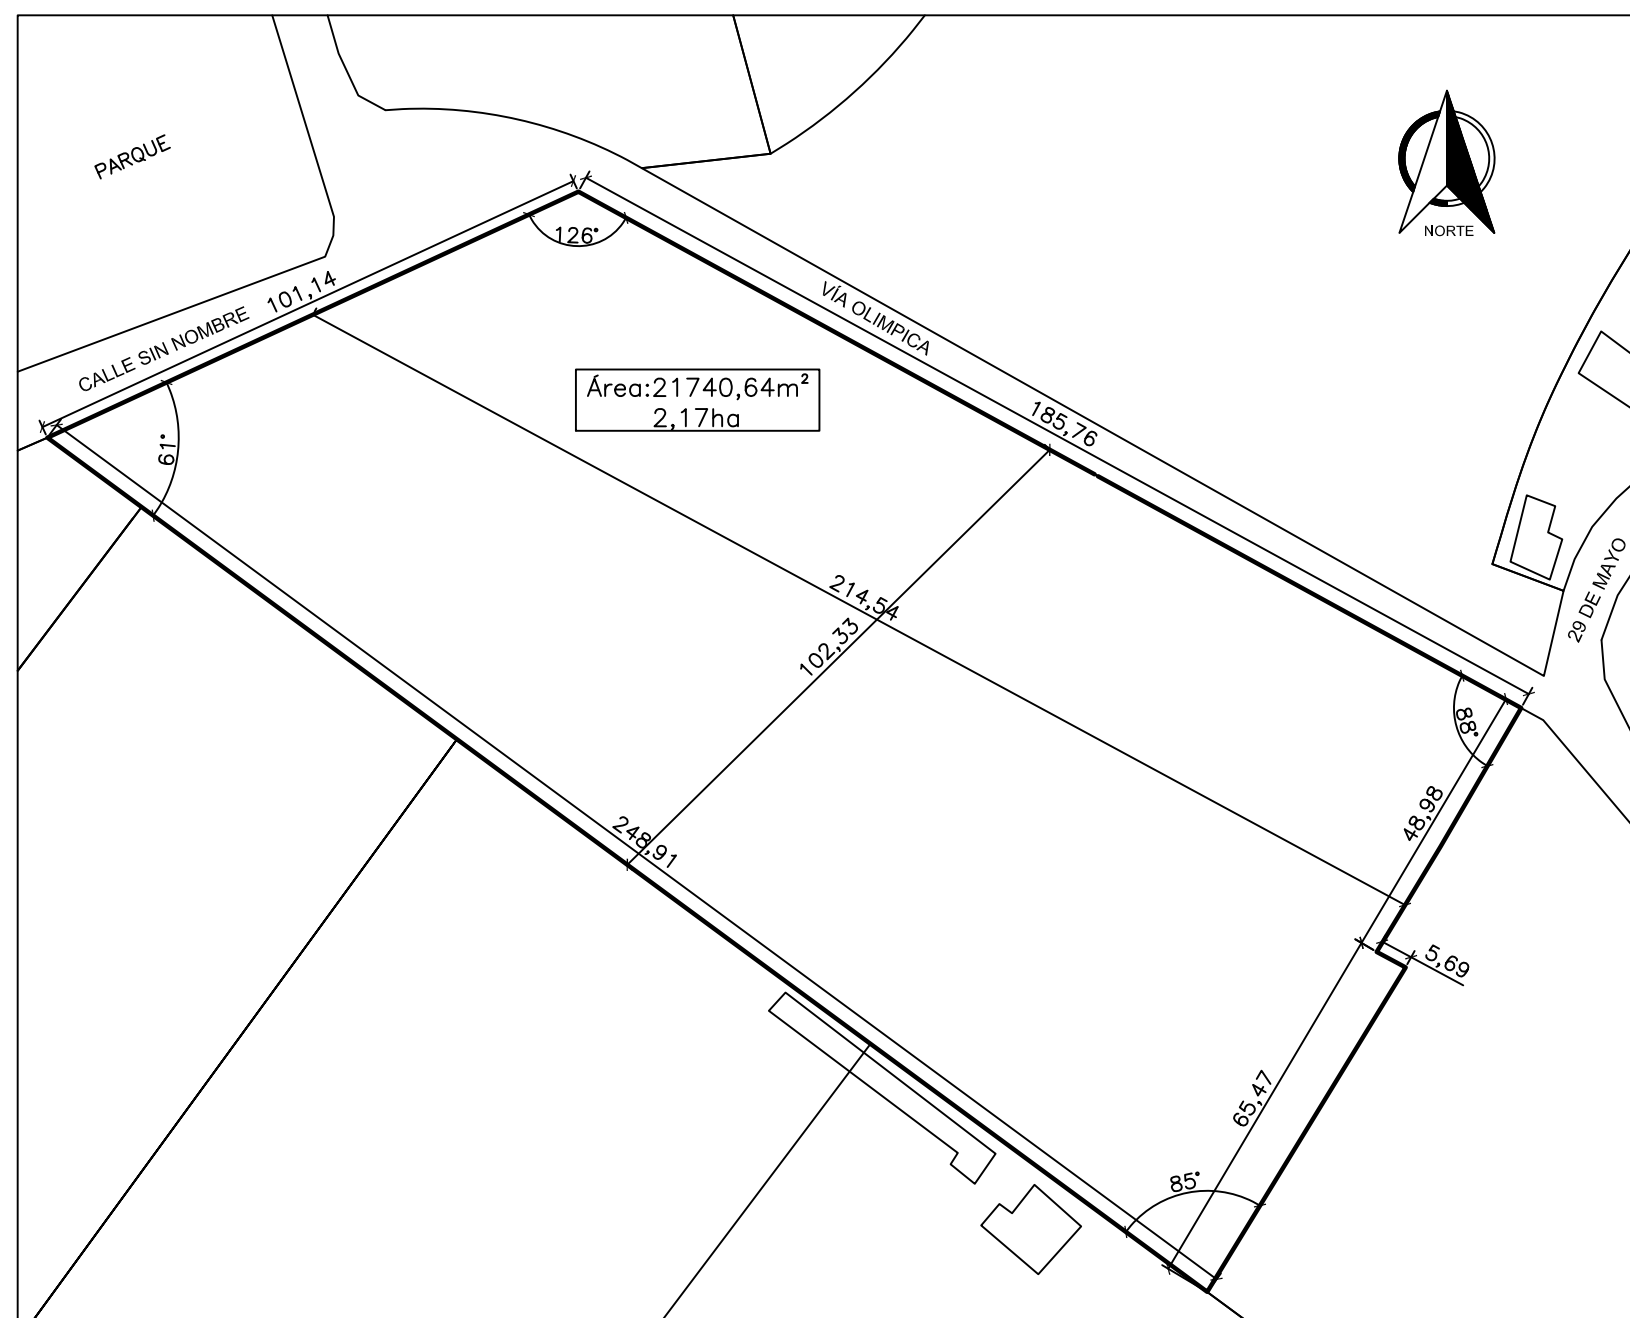 PARQUE
NORTE
126°
CALLE SIN NOMBRE
101,14
VÍA OLIMPICA
Área:21740,64m²
2,17ha
185,76
61°
29 DE MAYO
214,54
102,33
88°
48,98
248,91
5,69
65,47
85°